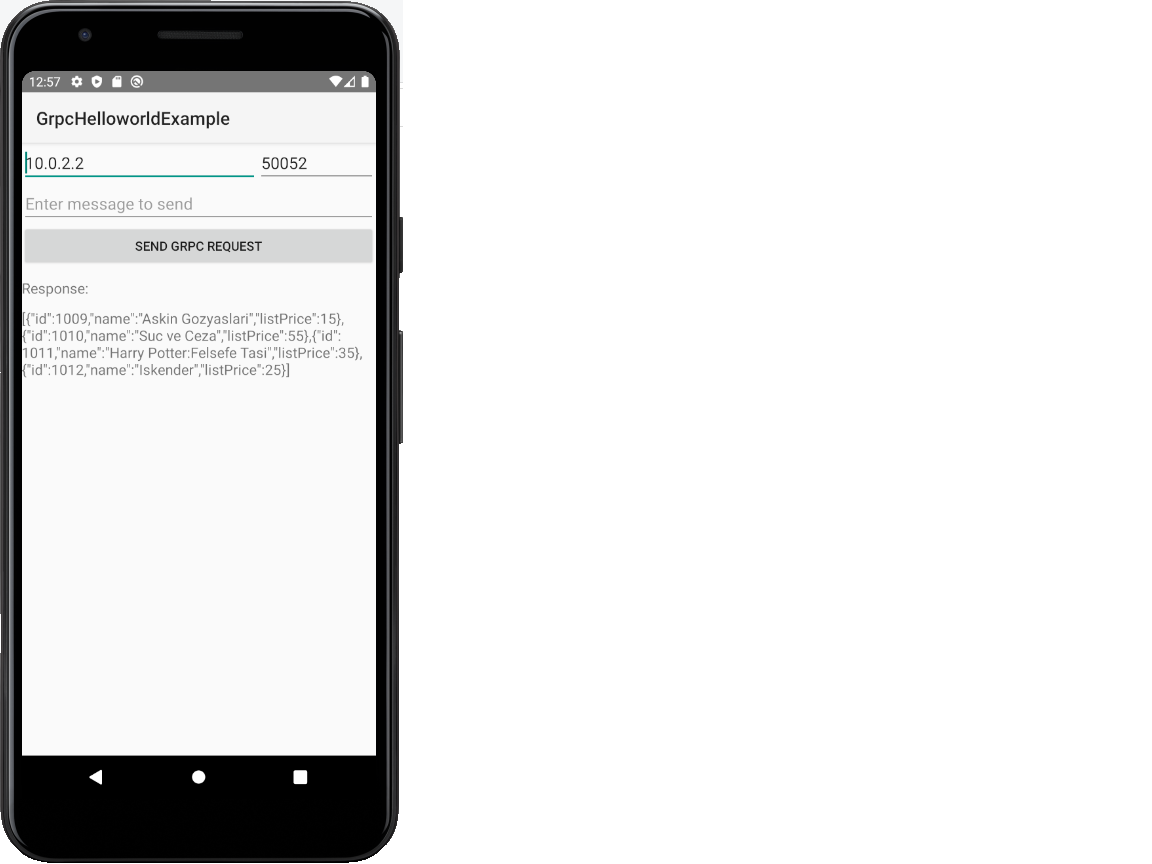 12:57
GrpcHelloworldExample
10.0.2.2 50052
Enter message to send
SEND GRPC REQUEST
Response:
[{"id":1009,"name":"Askin Gozyaslari","listPrice":15},
{"id":1010,"name":"Suc ve Ceza","listPrice":55},{"id":
1011,"name":"Harry Potter:Felsefe Tasi","listPrice":35},
{"id":1012,"name":"Iskender","listPrice":25}]